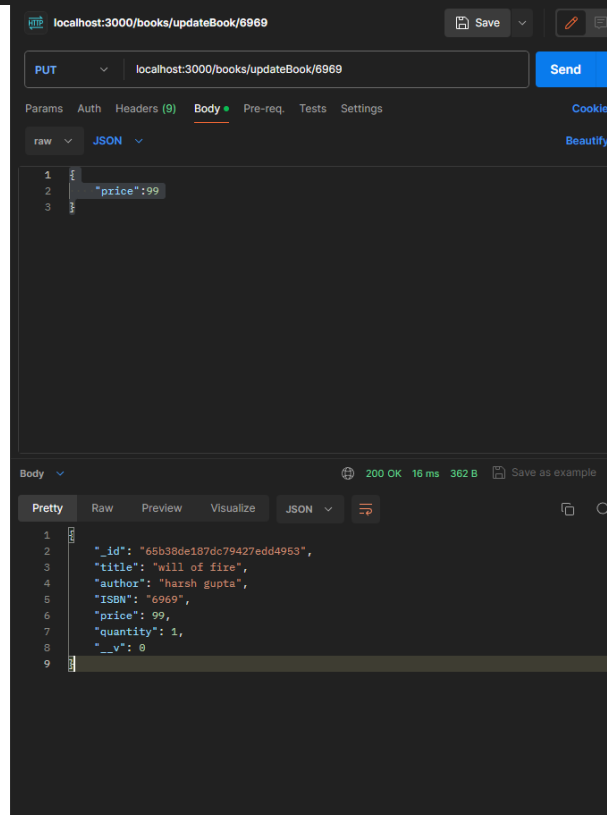 HTTP localhost:3000/books/updateBook/6969 Save
PUT localhost:3000/books/updateBook/6969 Send
Params Auth Headers (9) Body Pre-req. Tests Settings Cookie
raw JSON Beautify
1 {
2 "price":99
3 }
Body 200 OK 16 ms 362 B Save as example
Pretty Raw Preview Visualize JSON
1 {
2 "_id": "65b38de187dc79427edd4953",
3 "title": "will of fire",
4 "author": "harsh gupta",
5 "ISBN": "6969",
6 "price": 99,
7 "quantity": 1,
8 "__v": 0
9 }